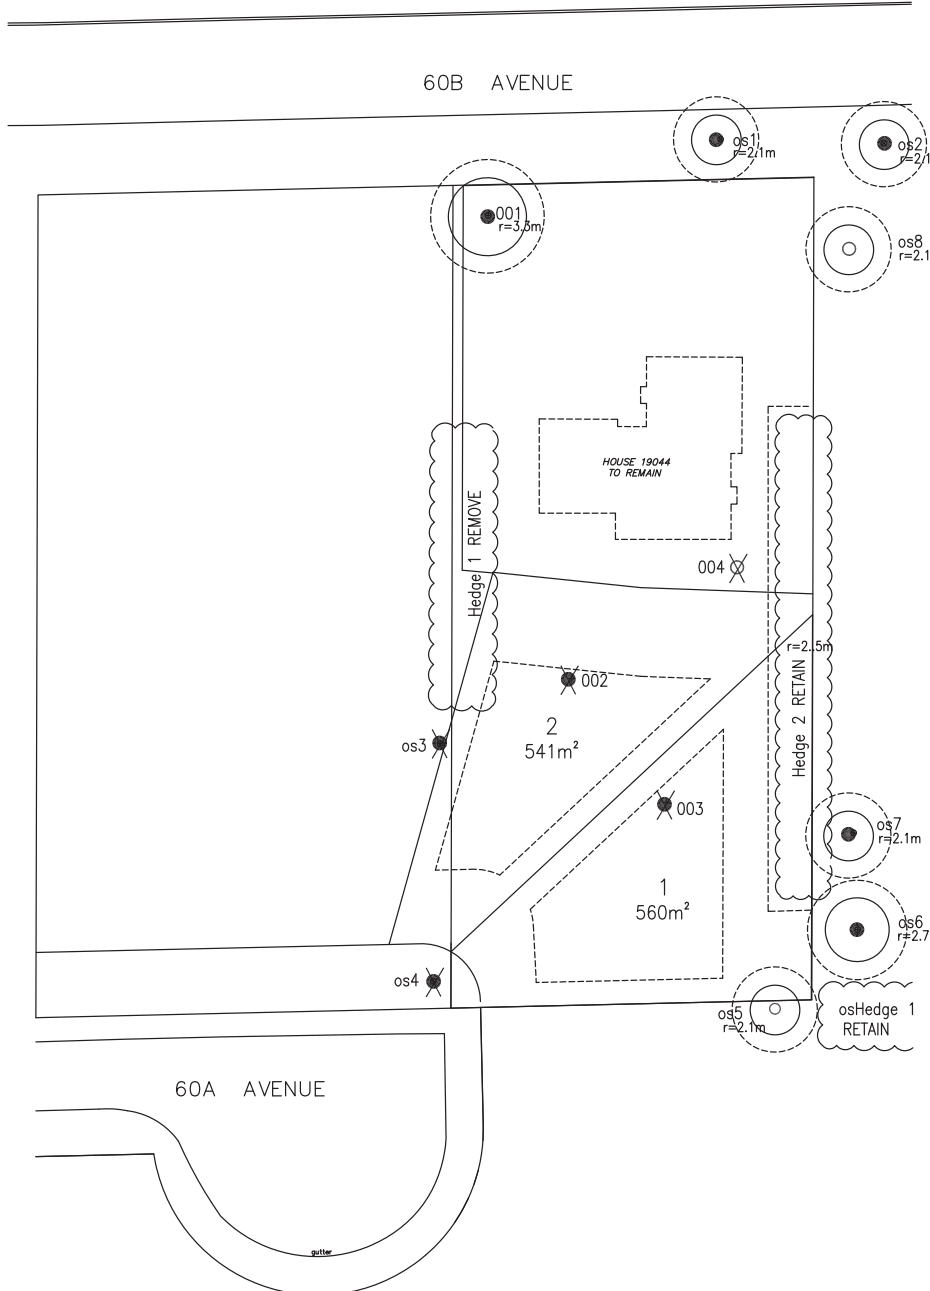 60B AVENUE
os1
r=2.1m
os2
r=2.1
001
r=3.3m
os8
r=2.1
HOUSE 19044
TO REMAIN
Hedge 1 REMOVE
004
r=2.5m
002
Hedge 2 RETAIN
2
541m²
os3
003
os7
r=2.1m
1
560m²
os6
r=2.7
os4
os5
r=2.1m
osHedge 1
RETAIN
60A AVENUE
gutter